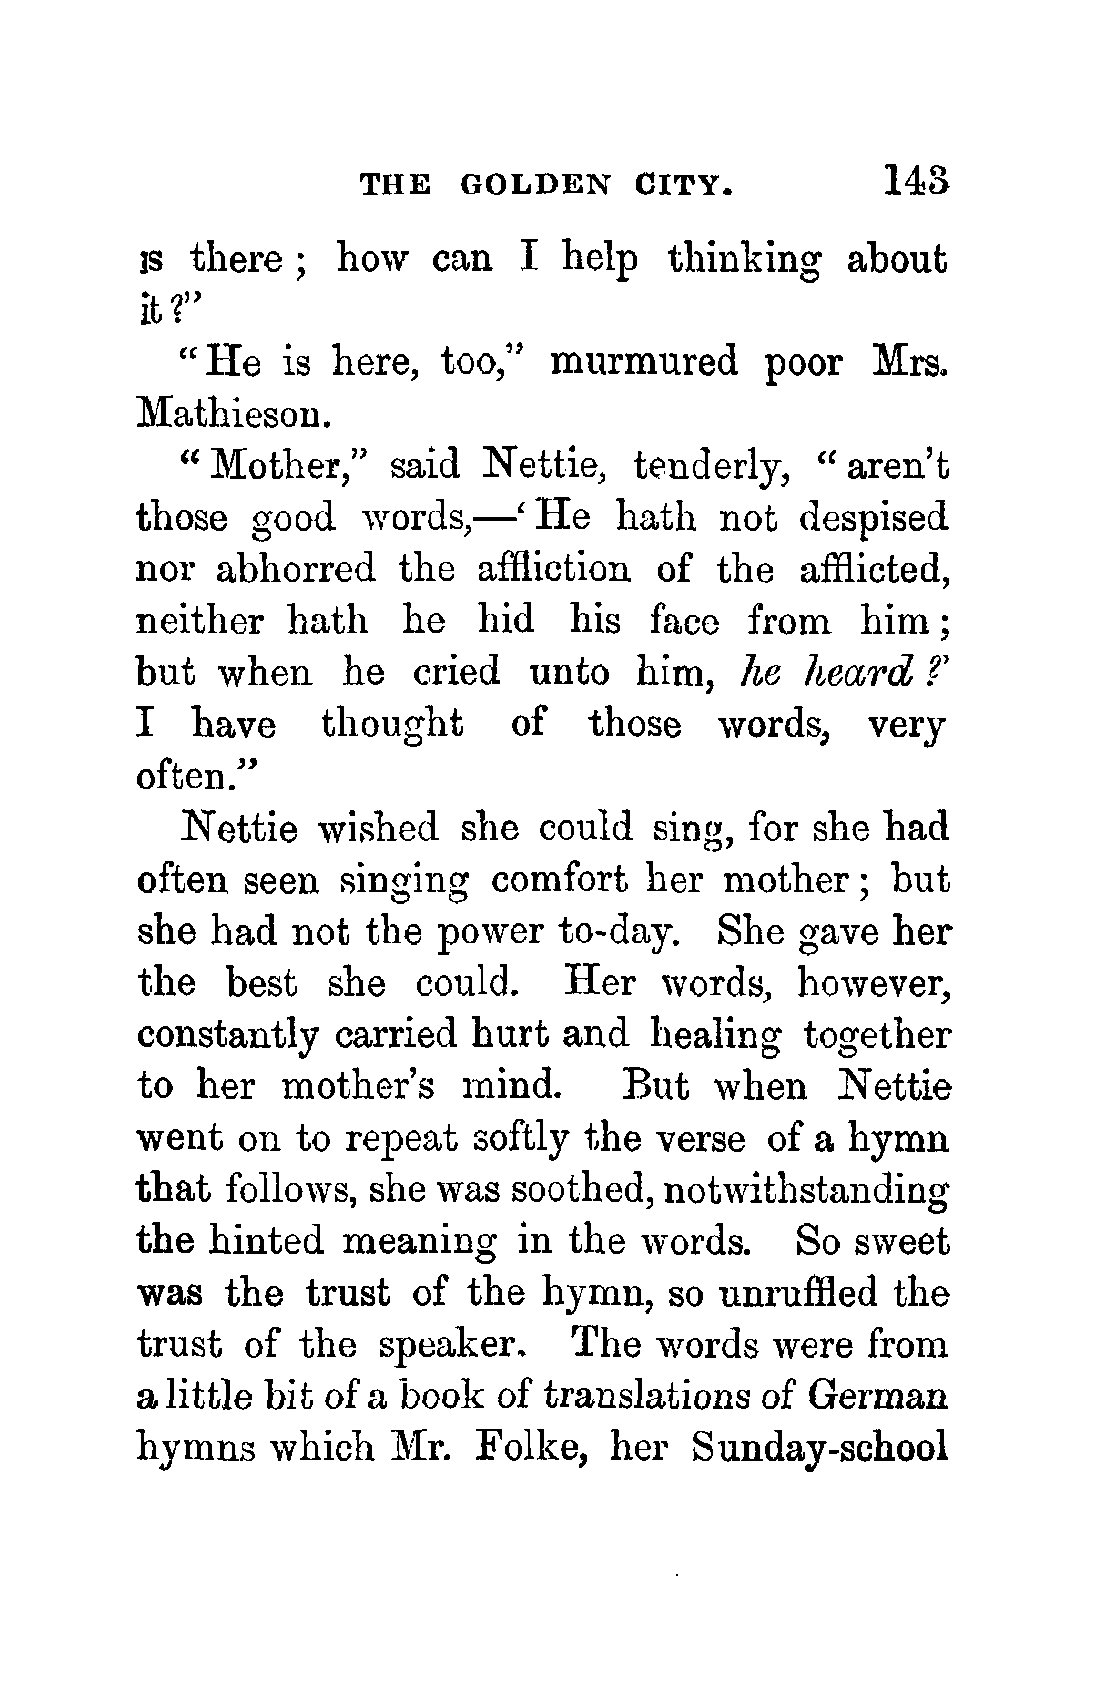 THE GOLDEN CITY. 143
is there ; how can I help thinking about
it ?”
“ He is here, too,” murmured poor Mrs.
Mathieson.
“ Mother,” said Nettie, tenderly, “ aren’t
those good words,—‘ He hath not despised
nor abhorred the affliction of the afflicted,
neither hath he hid his face from him ;
but when he cried unto him, he heard ?’
I have thought of those words, very
often.”
Nettie wished she could sing, for she had
often seen singing comfort her mother ; but
she had not the power to-day. She gave her
the best she could. Her words, however,
constantly carried hurt and healing together
to her mother’s mind. But when Nettie
went on to repeat softly the verse of a hymn
that follows, she was soothed, notwithstanding
the hinted meaning in the words. So sweet
was the trust of the hymn, so unruffled the
trust of the speaker. The words were from
a little bit of a book of translations of German
hymns which Mr. Folke, her Sunday-school